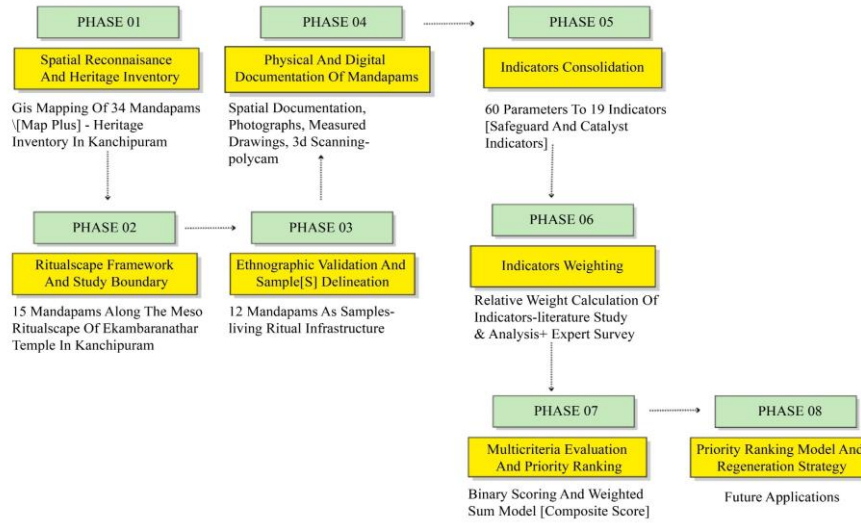 PHASE 01
Spatial Reconnaisance
And Heritage Inventory
Gis Mapping Of 34 Mandapams
\[Map Plus] - Heritage
Inventory In Kanchipuram
PHASE 02
Ritualscape Framework
And Study Boundary
15 Mandapams Along The Meso
Ritualscape Of Ekambaranathar
Temple In Kanchipuram
PHASE 03
Ethnographic Validation And
Sample[S] Delineation
12 Mandapams As Samples-
living Ritual Infrastructure
PHASE 04
Physical And Digital
Documentation Of Mandapams
Spatial Documentation,
Photographs, Measured
Drawings, 3d Scanning-
polycam
PHASE 05
Indicators Consolidation
60 Parameters To 19 Indicators
[Safeguard And Catalyst
Indicators]
PHASE 06
Indicators Weighting
Relative Weight Calculation Of
Indicators-literature Study
& Analysis+ Expert Survey
PHASE 07
Multicriteria Evaluation
And Priority Ranking
Binary Scoring And Weighted
Sum Model [Composite Score]
PHASE 08
Priority Ranking Model And
Regeneration Strategy
Future Applications